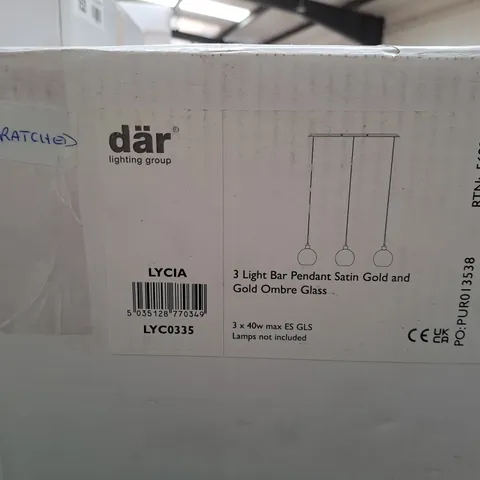 RATCHED
där®
lighting group
LYCIA
5 035128 770349
LYC0335
3 Light Bar Pendant Satin Gold and
Gold Ombre Glass
3 x 40w max ES GLS
Lamps not included
CE UK CA
PO: PUR013538
RTN: